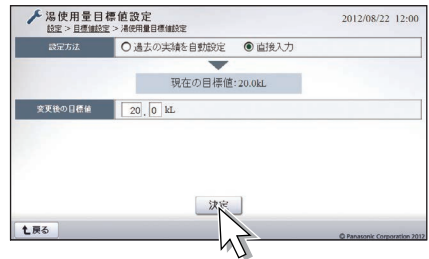 湯使用量目標値設定
2012/08/22 12:00
設定 > 目標値設定 > 湯使用量目標値設定
設定方法
過去の実績を自動設定 直接入力
現在の目標値:20.0kL
変更後の目標値
20 . 0 kL
決定
戻る
© Panasonic Corporation 2012